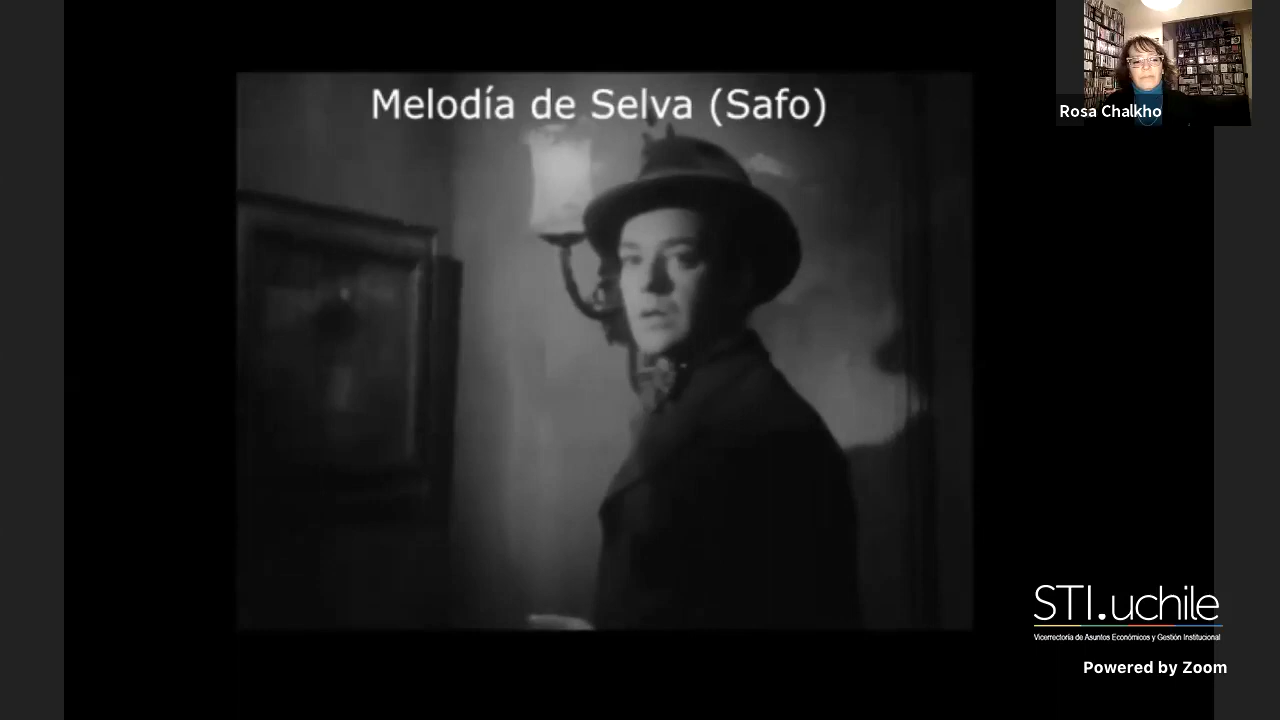 Melodía de Selva (Safo)
Rosa Chalkho
STI.uchile
Vicerrectoría de Asuntos Económicos y Gestión Institucional
Powered by Zoom